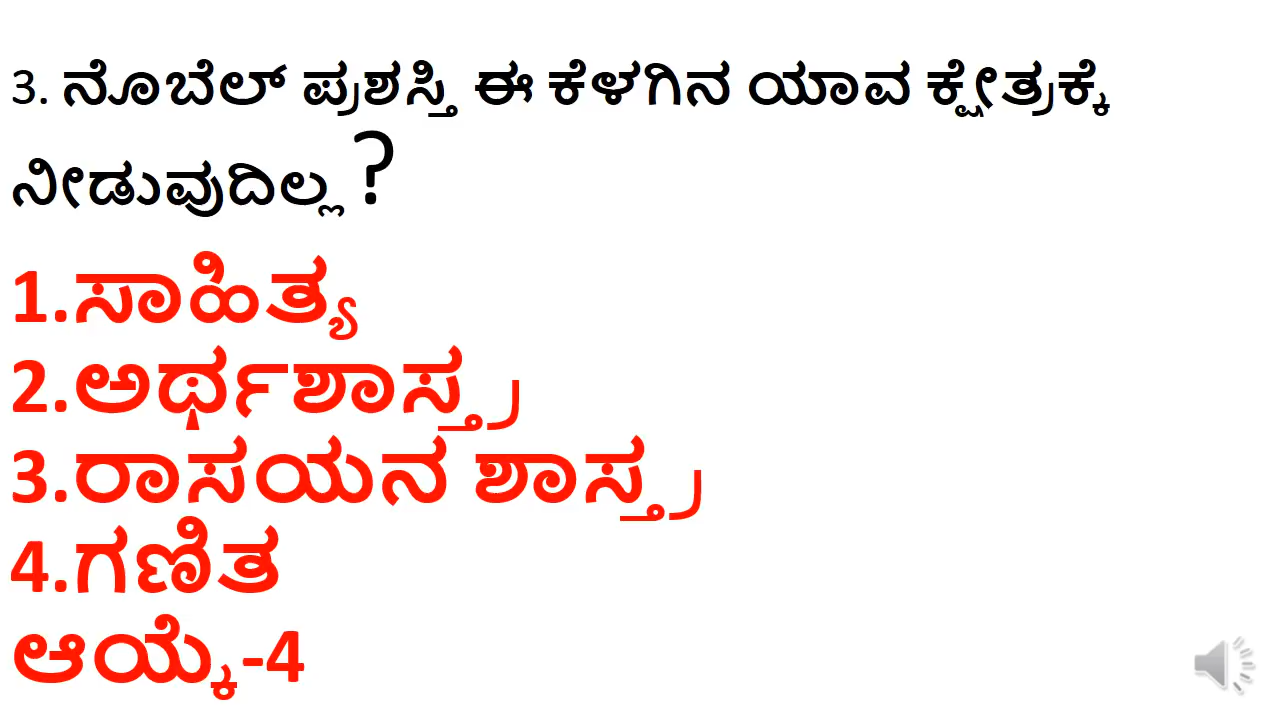 3. ನೊಬೆಲ್ ಪ್ರಶಸ್ತಿ ಈ ಕೆಳಗಿನ ಯಾವ ಕ್ಷೇತ್ರಕ್ಕೆ
ನೀಡುವುದಿಲ್ಲ ?
1.ಸಾಹಿತ್ಯ
2.ಅರ್ಥಶಾಸ್ತ್ರ
3.ರಾಸಯನ ಶಾಸ್ತ್ರ
4.ಗಣಿತ
ಆಯ್ಕೆ-4